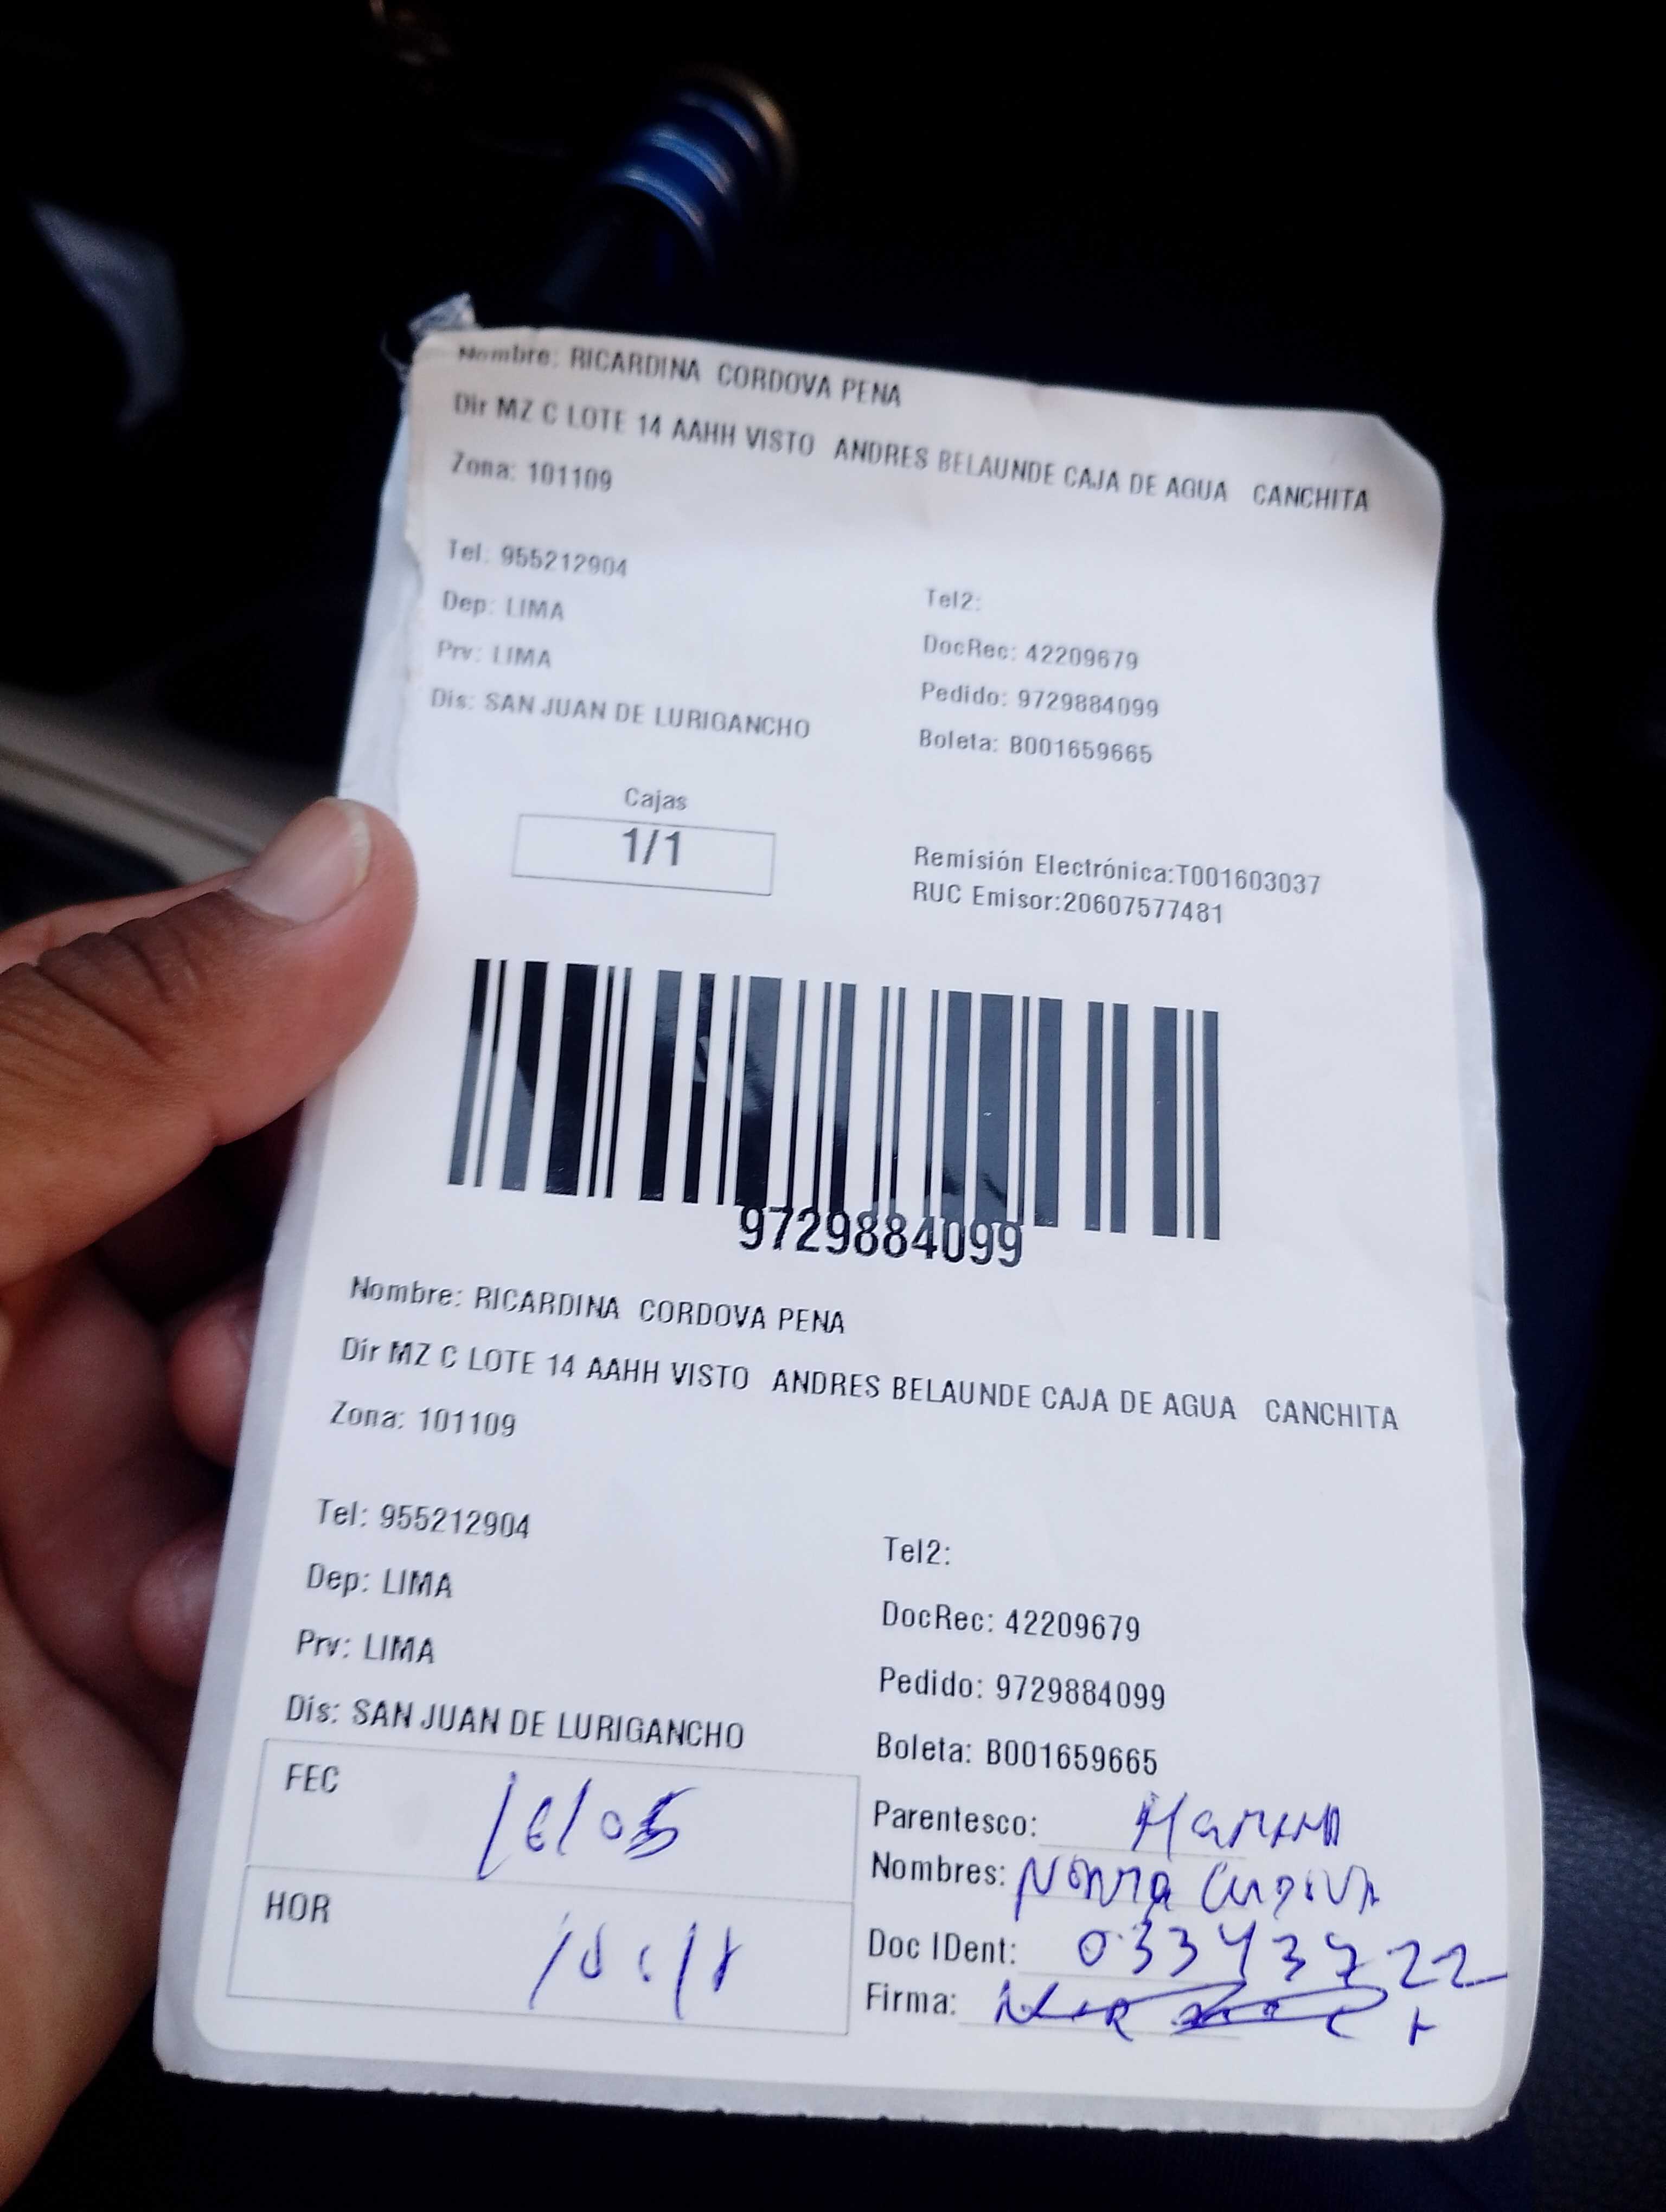 Nombre: RICARDINA CORDOVA PENA
Dir MZ C LOTE 14 AAHH VISTO ANDRES BELAUNDE CAJA DE AGUA CANCHITA
Zona: 101109
Tel: 955212904
Tel2:
Dep: LIMA
DocRec: 42209679
Prv: LIMA
Pedido: 9729884099
Dis: SAN JUAN DE LURIGANCHO
Boleta: B001659665
Cajas
1/1
Remisión Electrónica:T001603037
RUC Emisor:20607577481
9729884099
Nombre: RICARDINA CORDOVA PENA
Dir MZ C LOTE 14 AAHH VISTO ANDRES BELAUNDE CAJA DE AGUA CANCHITA
Zona: 101109
Tel: 955212904
Tel2:
Dep: LIMA
DocRec: 42209679
Prv: LIMA
Pedido: 9729884099
Dis: SAN JUAN DE LURIGANCHO
Boleta: B001659665
FEC 16/05
HOR
Parentesco:
Nombres:
Doc IDent: 03343722
Firma: